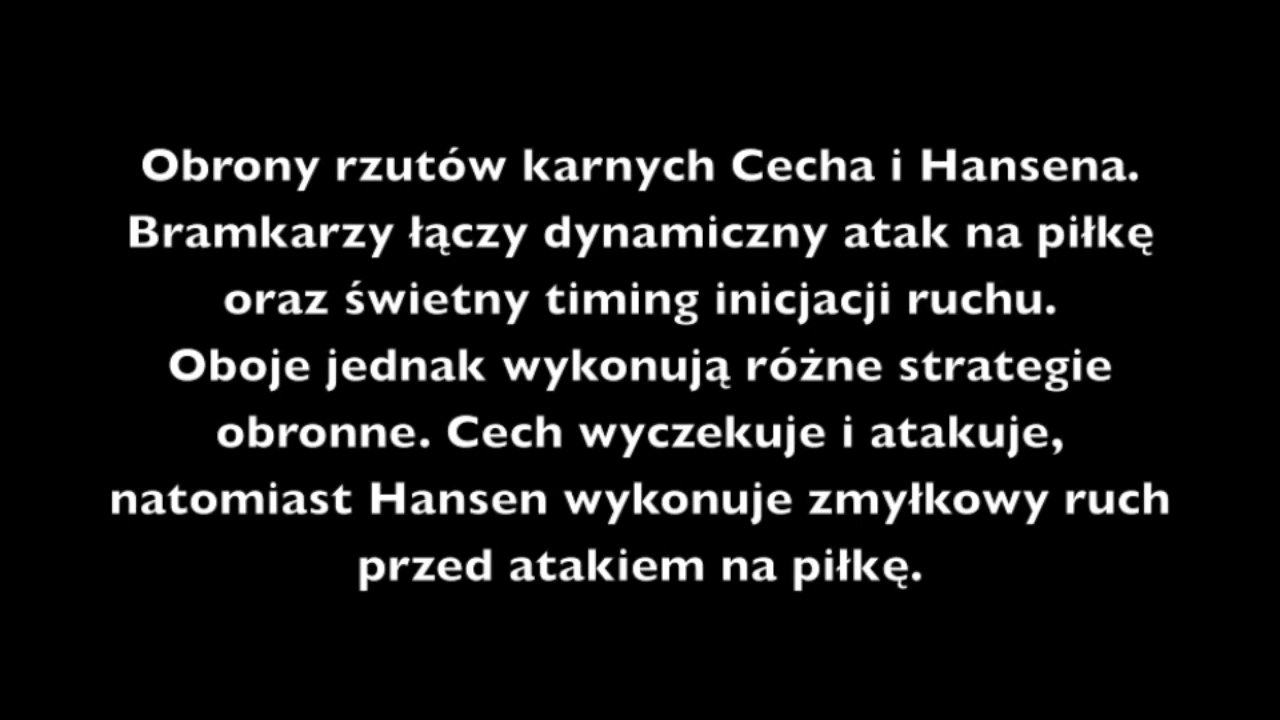 Obrony rzutów karnych Cecha i Hansena.
Bramkarzy łączy dynamiczny atak na piłkę
oraz świetny timing inicjacji ruchu.
Oboje jednak wykonują różne strategie
obronne. Cech wyczekuje i atakuje,
natomiast Hansen wykonuje zmyłkowy ruch
przed atakiem na piłkę.